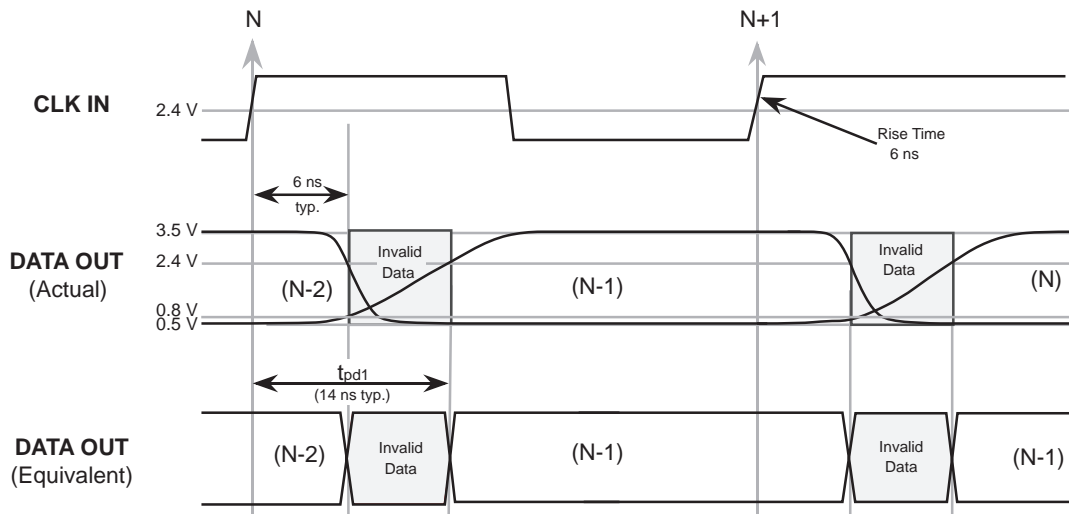 N
N+1
CLK IN
2.4 V
Rise Time
6 ns
6 ns
typ.
3.5 V
DATA OUT
(Actual)
2.4 V
0.8 V
0.5 V
(N-2)
Invalid
Data
(N-1)
Invalid
Data
(N)
tpd1
(14 ns typ.)
DATA OUT
(Equivalent)
(N-2)
Invalid
Data
(N-1)
Invalid
Data
(N-1)